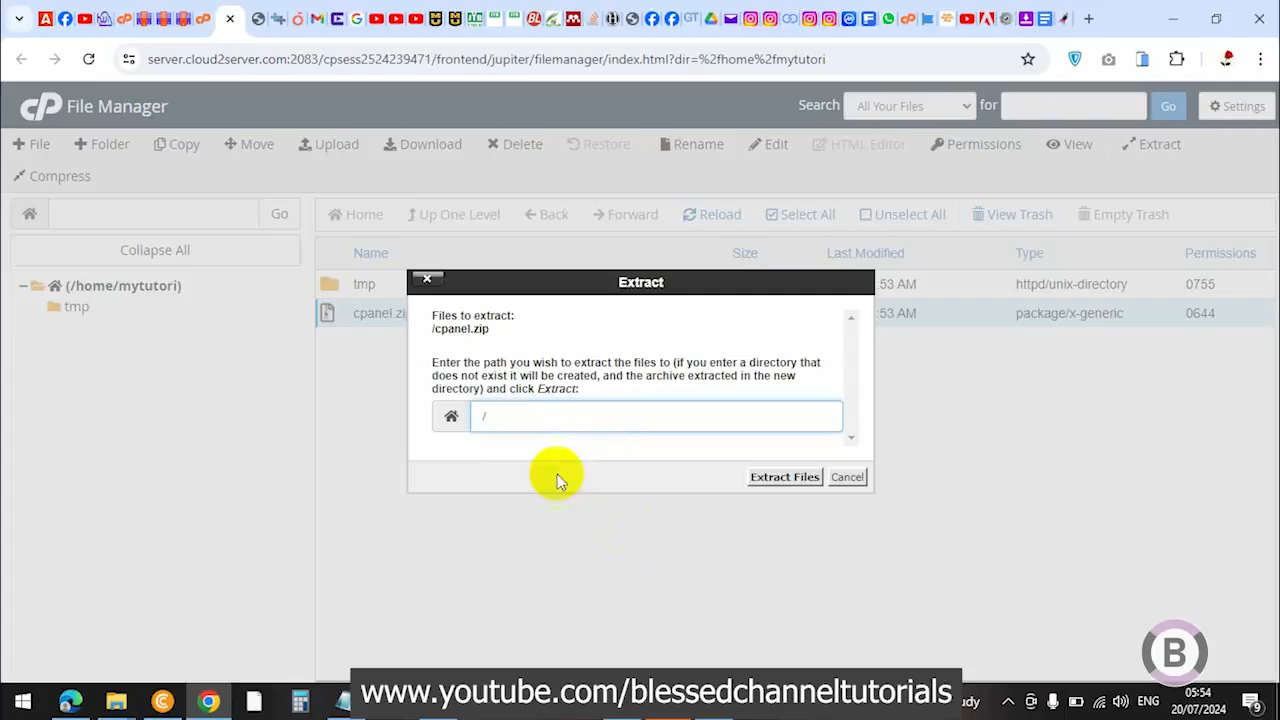 server.cloud2server.com:2083/cpsess2524239471/frontend/jupiter/filemanager/index.html?dir=%2fhome%2fmytutori
cP File Manager
Search All Your Files for Go Settings
File Folder Copy Move Upload Download Delete Restore Rename Edit HTML Editor Permissions View Extract
Compress
Go Home Up One Level Back Forward Reload Select All Unselect All View Trash Empty Trash
Collapse All
Name Size Last Modified Type Permissions
(/home/mytutori)
tmp
tmp :53 AM httpd/unix-directory 0755
cpanel.zi :53 AM package/x-generic 0644
Extract
Files to extract:
/cpanel.zip
Enter the path you wish to extract the files to (if you enter a directory that
does not exist it will be created, and the archive extracted in the new
directory) and click Extract:
/
Extract Files Cancel
B
www.youtube.com/blessedchanneltutorials
udy ENG 05:54
20/07/2024
9